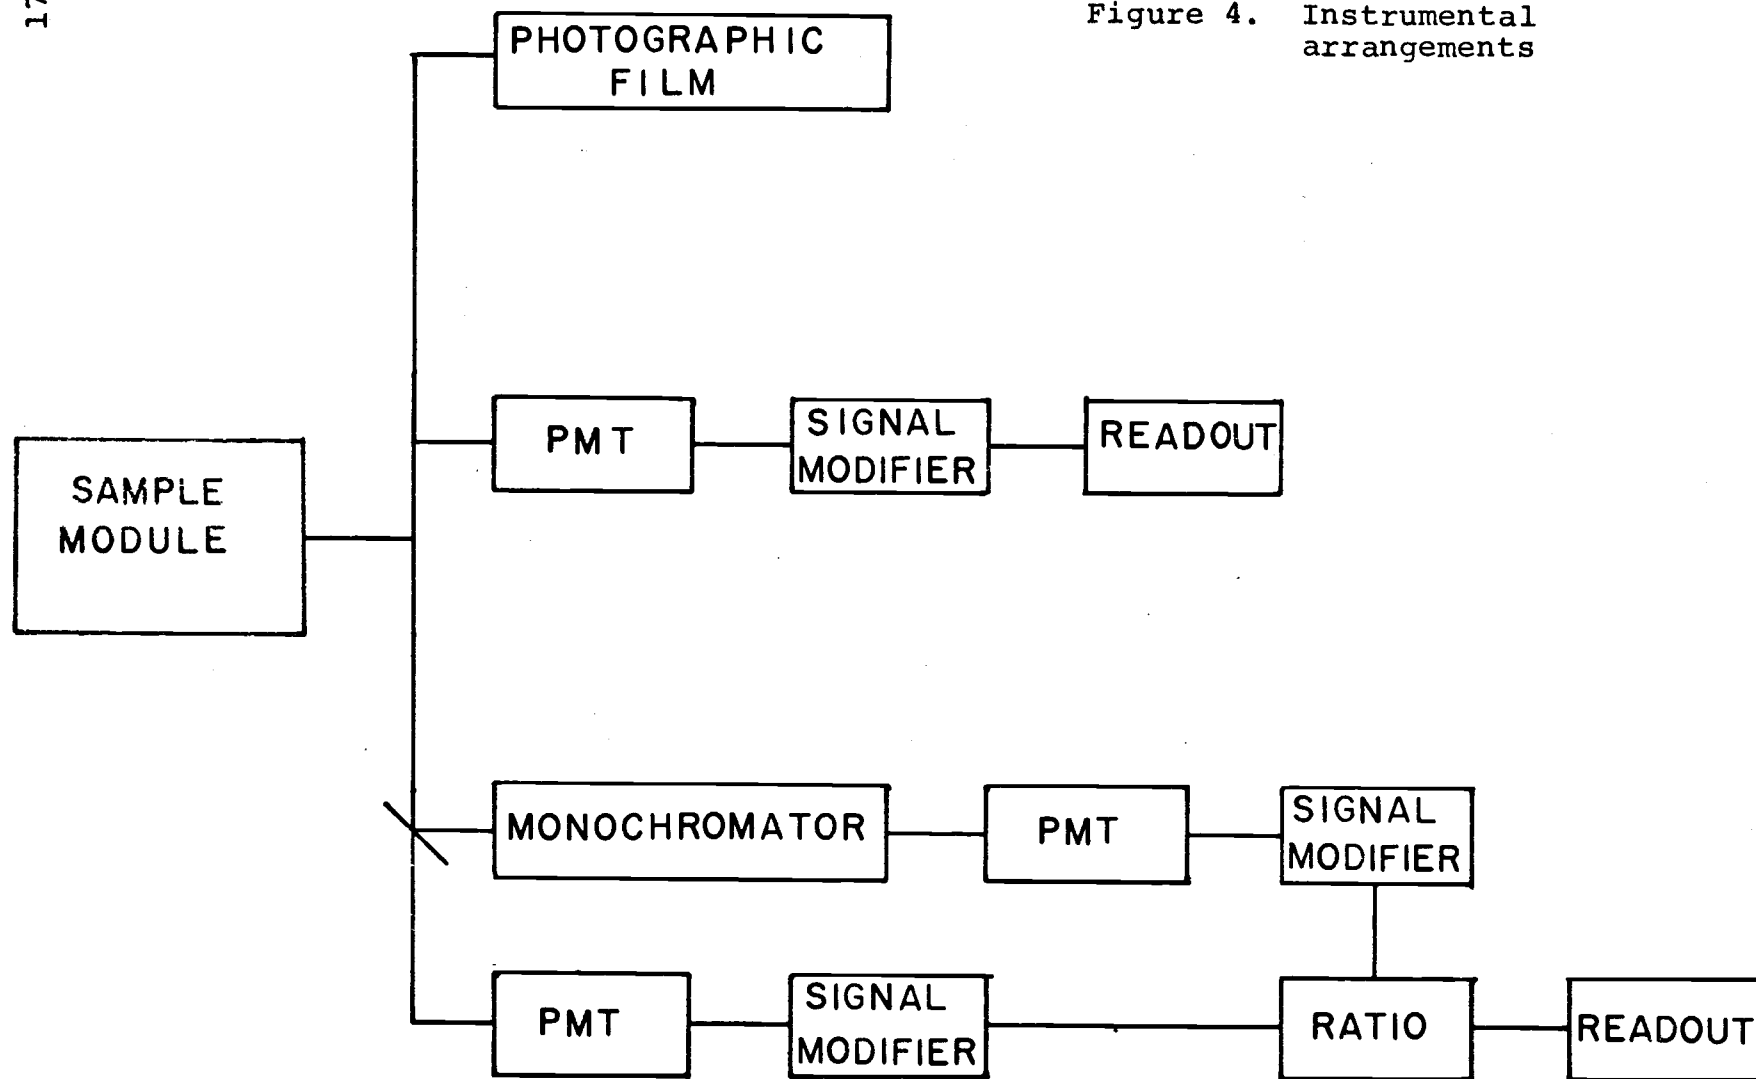 17
Figure 4. Instrumental
arrangements
PHOTOGRAPHIC
FILM
PMT
SIGNAL
MODIFIER
READOUT
SAMPLE
MODULE
MONOCHROMATOR
PMT
SIGNAL
MODIFIER
PMT
SIGNAL
MODIFIER
RATIO
READOUT